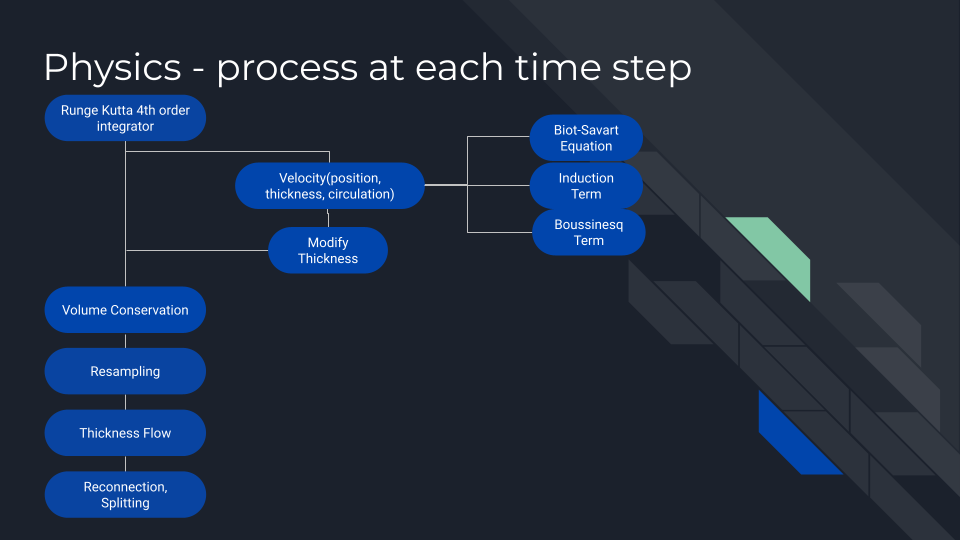 Physics - process at each time step
Runge Kutta 4th order
integrator
Velocity(position,
thickness, circulation)
Modify
Thickness
Biot-Savart
Equation
Induction
Term
Boussinesq
Term
Volume Conservation
Resampling
Thickness Flow
Reconnection,
Splitting